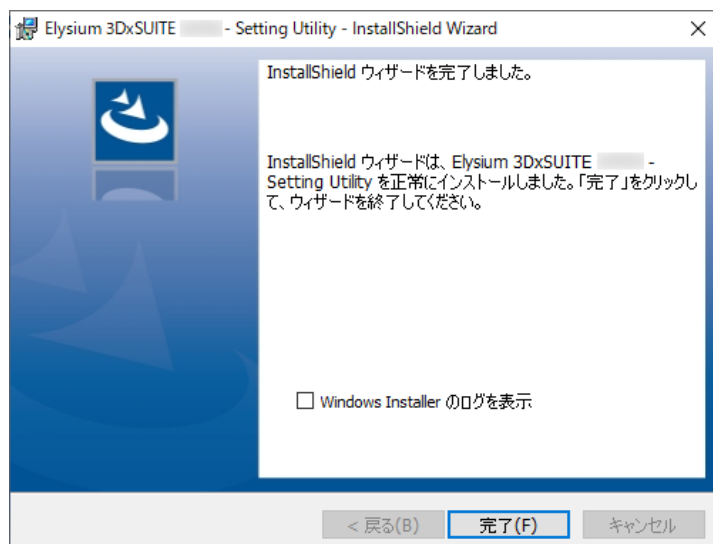 Elysium 3DxSUITE - Setting Utility - InstallShield Wizard
InstallShield ウィザードを完了しました。
InstallShield ウィザードは、Elysium 3DxSUITE -
Setting Utility を正常にインストールしました。「完了」をクリックし
て、ウィザードを終了してください。
Windows Installer のログを表示
< 戻る(B) 完了(F) キャンセル